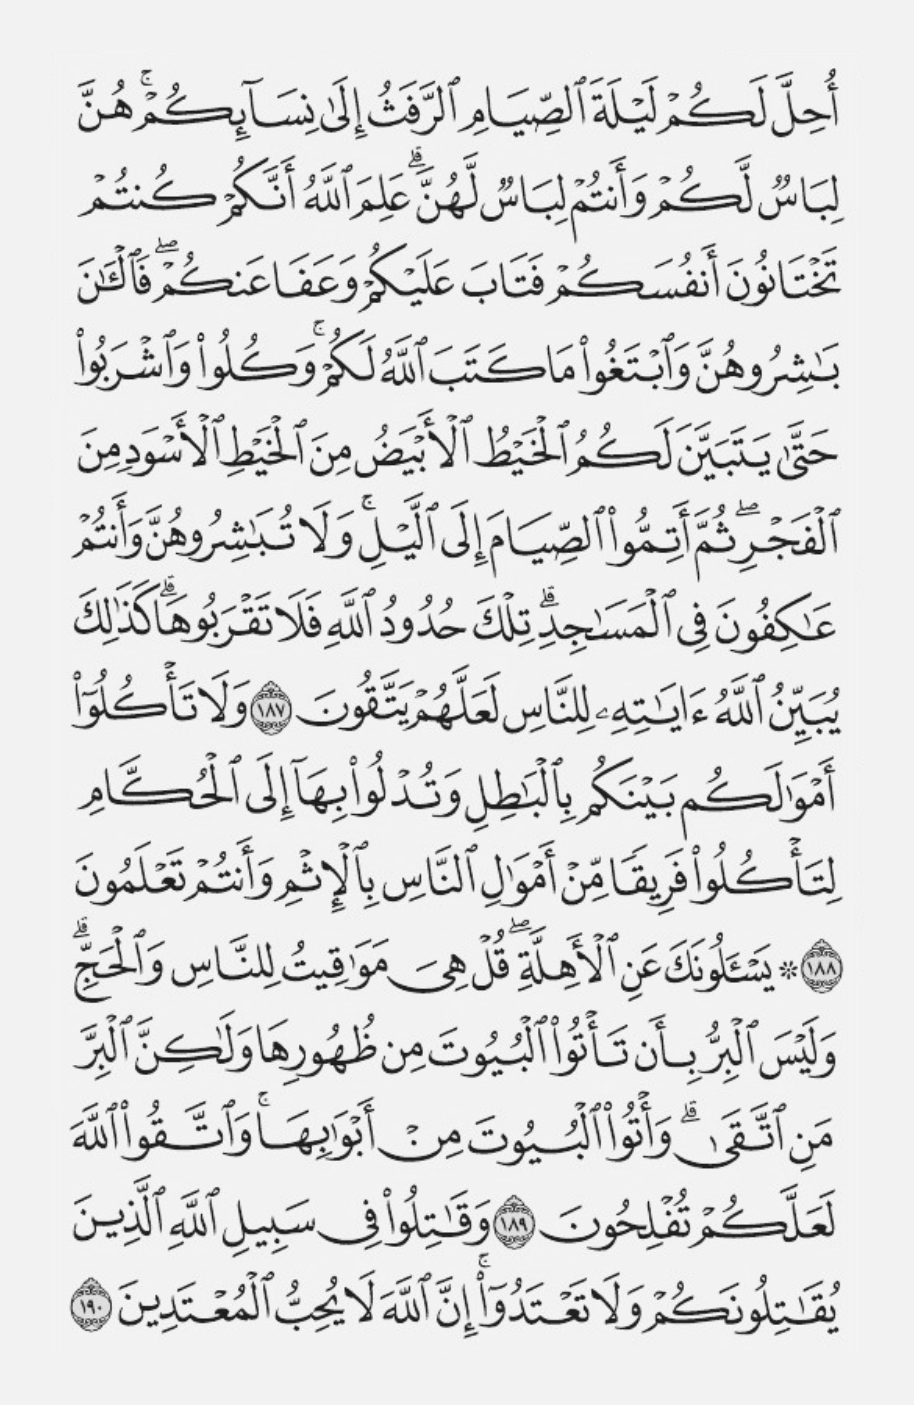 أُحِلَّ لَكُمۡ لَيۡلَةَ ٱلصِّيَامِ ٱلرَّفَثُ إِلَىٰ نِسَآئِكُمۡۚ هُنَّ
لِبَاسٞ لَّكُمۡ وَأَنتُمۡ لِبَاسٞ لَّهُنَّۗ عَلِمَ ٱللَّهُ أَنَّكُمۡ كُنتُمۡ
تَخۡتَانُونَ أَنفُسَكُمۡ فَتَابَ عَلَيۡكُمۡ وَعَفَا عَنكُمۡۖ فَٱلۡـَٰٔنَ
بَٰشِرُوهُنَّ وَٱبۡتَغُواْ مَا كَتَبَ ٱللَّهُ لَكُمۡۚ وَكُلُواْ وَٱشۡرَبُواْ
حَتَّىٰ يَتَبَيَّنَ لَكُمُ ٱلۡخَيۡطُ ٱلۡأَبۡيَضُ مِنَ ٱلۡخَيۡطِ ٱلۡأَسۡوَدِ مِنَ
ٱلۡفَجۡرِۖ ثُمَّ أَتِمُّواْ ٱلصِّيَامَ إِلَى ٱلَّيۡلِۚ وَلَا تُبَٰشِرُوهُنَّ وَأَنتُمۡ
عَٰكِفُونَ فِي ٱلۡمَسَٰجِدِۗ تِلۡكَ حُدُودُ ٱللَّهِ فَلَا تَقۡرَبُوهَاۗ كَذَٰلِكَ
يُبَيِّنُ ٱللَّهُ ءَايَٰتِهِۦ لِلنَّاسِ لَعَلَّهُمۡ يَتَّقُونَ ١٨٧ وَلَا تَأۡكُلُوٓاْ
أَمۡوَٰلَكُم بَيۡنَكُم بِٱلۡبَٰطِلِ وَتُدۡلُواْ بِهَآ إِلَى ٱلۡحُكَّامِ
لِتَأۡكُلُواْ فَرِيقٗا مِّنۡ أَمۡوَٰلِ ٱلنَّاسِ بِٱلۡإِثۡمِ وَأَنتُمۡ تَعۡلَمُونَ
١٨٨ ۞ يَسۡـَٔلُونَكَ عَنِ ٱلۡأَهِلَّةِۖ قُلۡ هِيَ مَوَٰقِيتُ لِلنَّاسِ وَٱلۡحَجِّۗ
وَلَيۡسَ ٱلۡبِرُّ بِأَن تَأۡتُواْ ٱلۡبُيُوتَ مِن ظُهُورِهَا وَلَٰكِنَّ ٱلۡبِرَّ
مَنِ ٱتَّقَىٰۗ وَأۡتُواْ ٱلۡبُيُوتَ مِنۡ أَبۡوَٰبِهَاۚ وَٱتَّقُواْ ٱللَّهَ
لَعَلَّكُمۡ تُفۡلِحُونَ ١٨٩ وَقَٰتِلُواْ فِي سَبِيلِ ٱللَّهِ ٱلَّذِينَ
يُقَٰتِلُونَكُمۡ وَلَا تَعۡتَدُوٓاْۚ إِنَّ ٱللَّهَ لَا يُحِبُّ ٱلۡمُعۡتَدِينَ ١٩٠